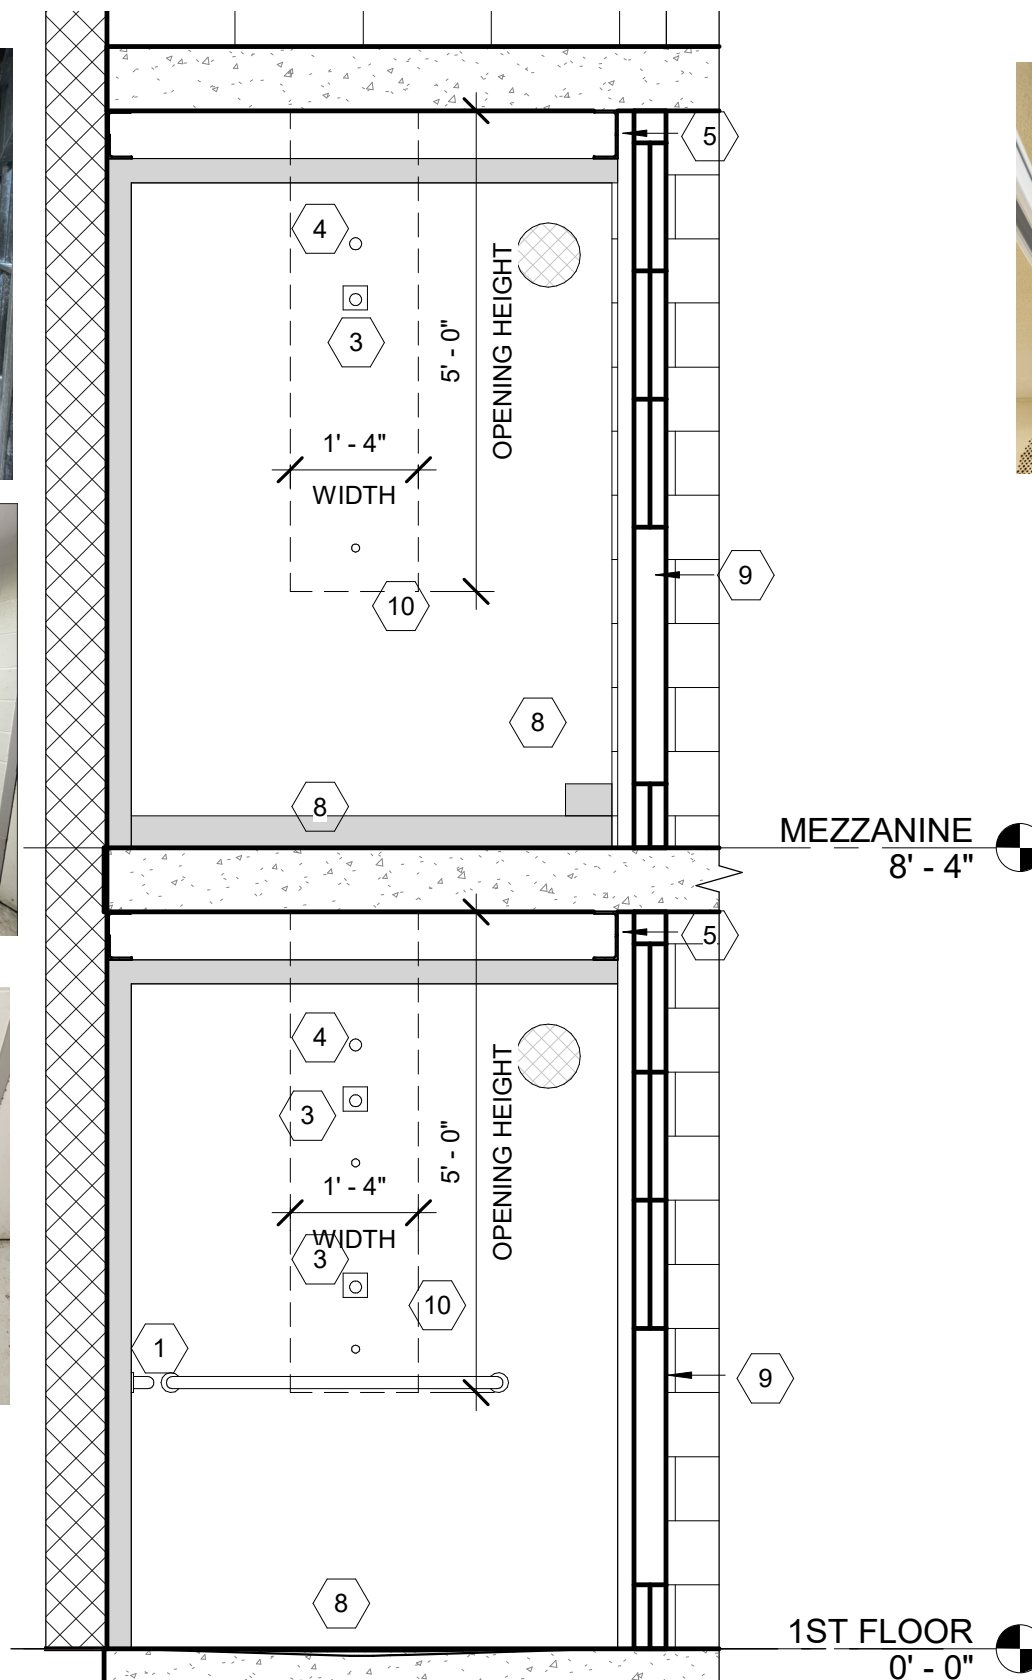 5
4
OPENING HEIGHT
5' - 0"
3
1' - 4"
WIDTH
9
10
8
8
MEZZANINE
8' - 4"
5
4
OPENING HEIGHT
3
5' - 0"
1' - 4"
WIDTH
3
10
1
9
8
1ST FLOOR
0' - 0"